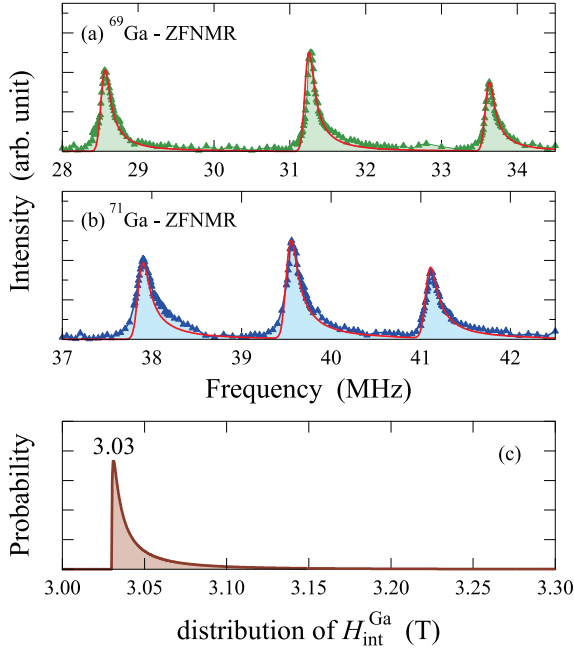 (a) ⁶⁹Ga - ZFNMR
28 29 30 31 32 33 34
(b) ⁷¹Ga - ZFNMR
Intensity (arb. unit)
37 38 39 40 41 42
Frequency (MHz)
3.03
(c)
Probability
3.00 3.05 3.10 3.15 3.20 3.25 3.30
distribution of H_int^Ga (T)